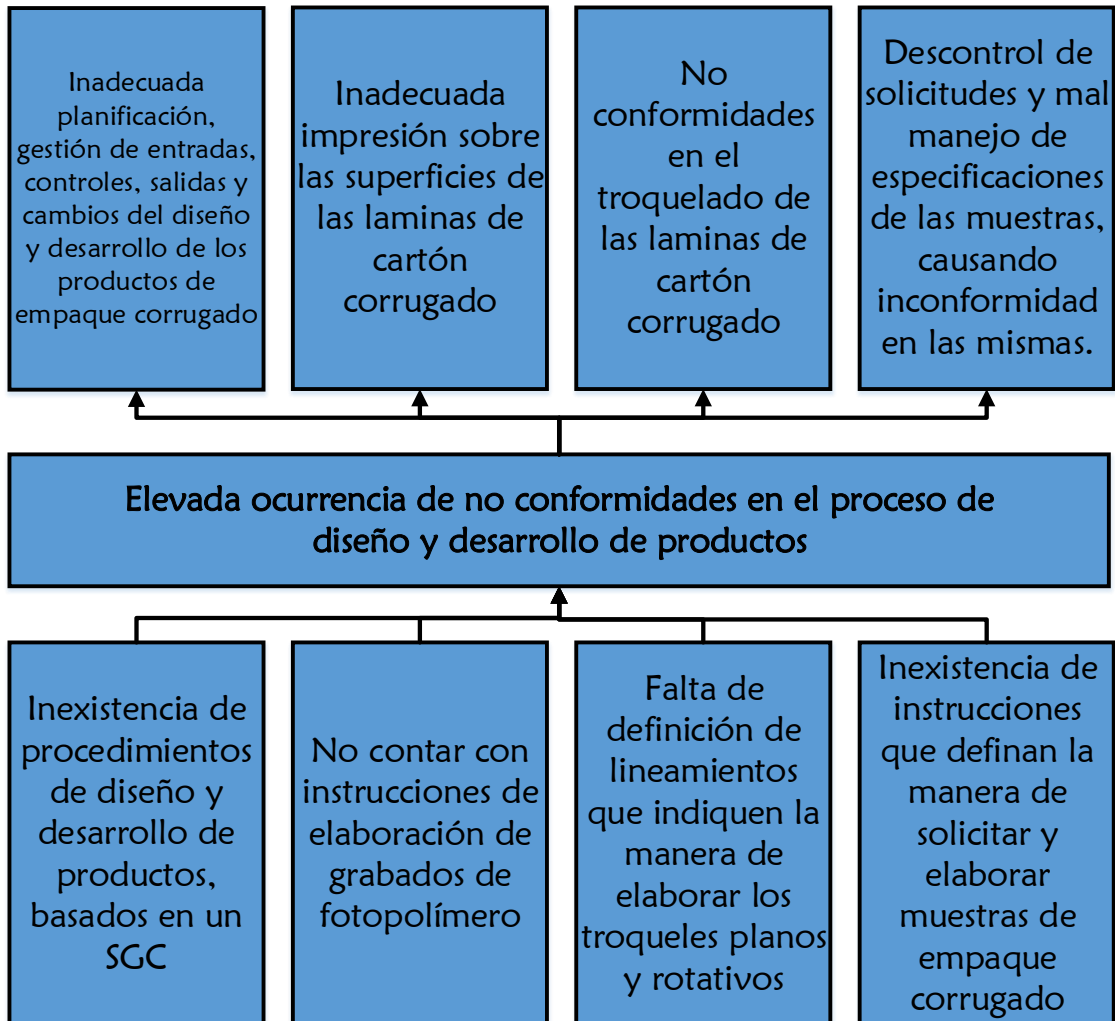 Inadecuada
planificación,
gestión de entradas,
controles, salidas y
cambios del diseño
y desarrollo de los
productos de
empaque corrugado
Inadecuada
impresión sobre
las superficies de
las laminas de
cartón
corrugado
No
conformidades
en el
troquelado de
las laminas de
cartón
corrugado
Descontrol de
solicitudes y mal
manejo de
especificaciones
de las muestras,
causando
inconformidad
en las mismas.
Elevada ocurrencia de no conformidades en el proceso de
diseño y desarrollo de productos
Inexistencia de
procedimientos
de diseño y
desarrollo de
productos,
basados en un
SGC
No contar con
instrucciones de
elaboración de
grabados de
fotopolímero
Falta de
definición de
lineamientos
que indiquen la
manera de
elaborar los
troqueles planos
y rotativos
Inexistencia de
instrucciones
que definan la
manera de
solicitar y
elaborar
muestras de
empaque
corrugado